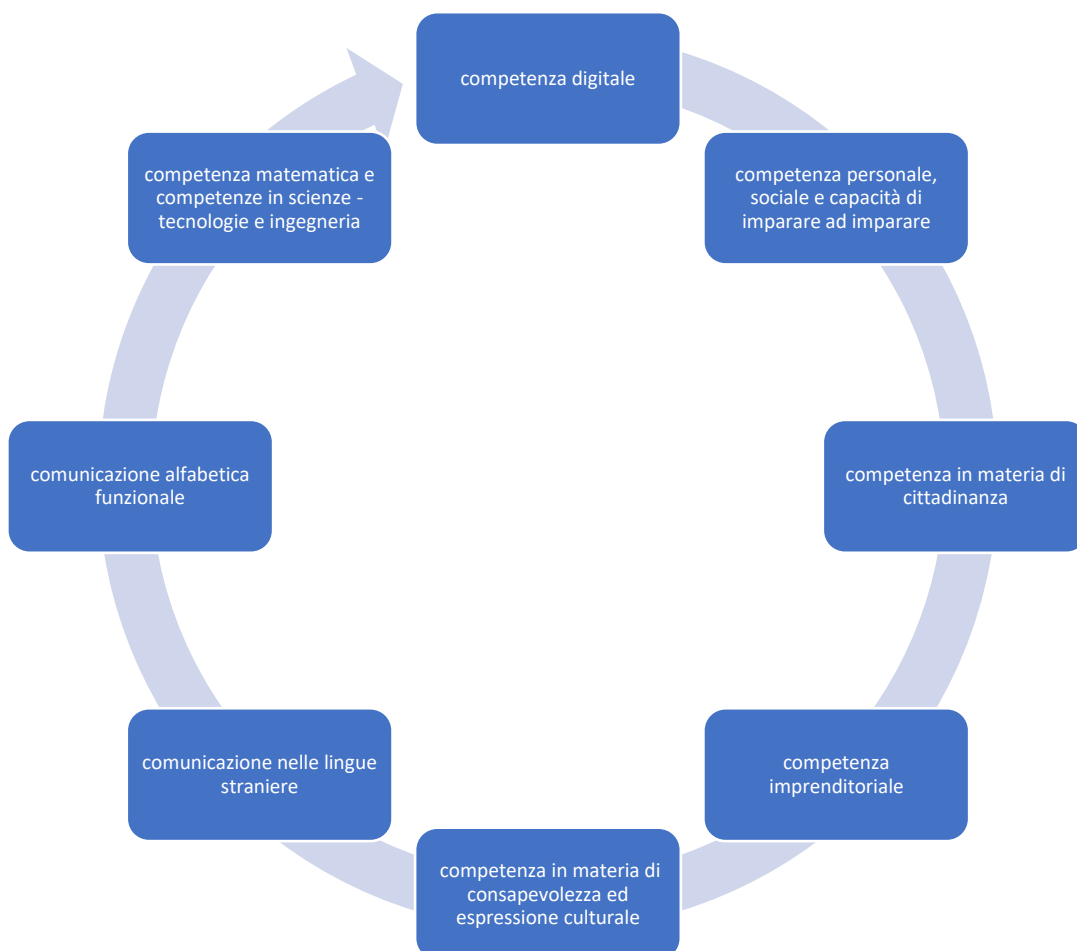 competenza digitale
competenza personale,
sociale e capacità di
imparare ad imparare
competenza in materia di
cittadinanza
competenza
imprenditoriale
competenza in materia di
consapevolezza ed
espressione culturale
comunicazione nelle lingue
straniere
comunicazione alfabetica
funzionale
competenza matematica e
competenze in scienze -
tecnologie e ingegneria